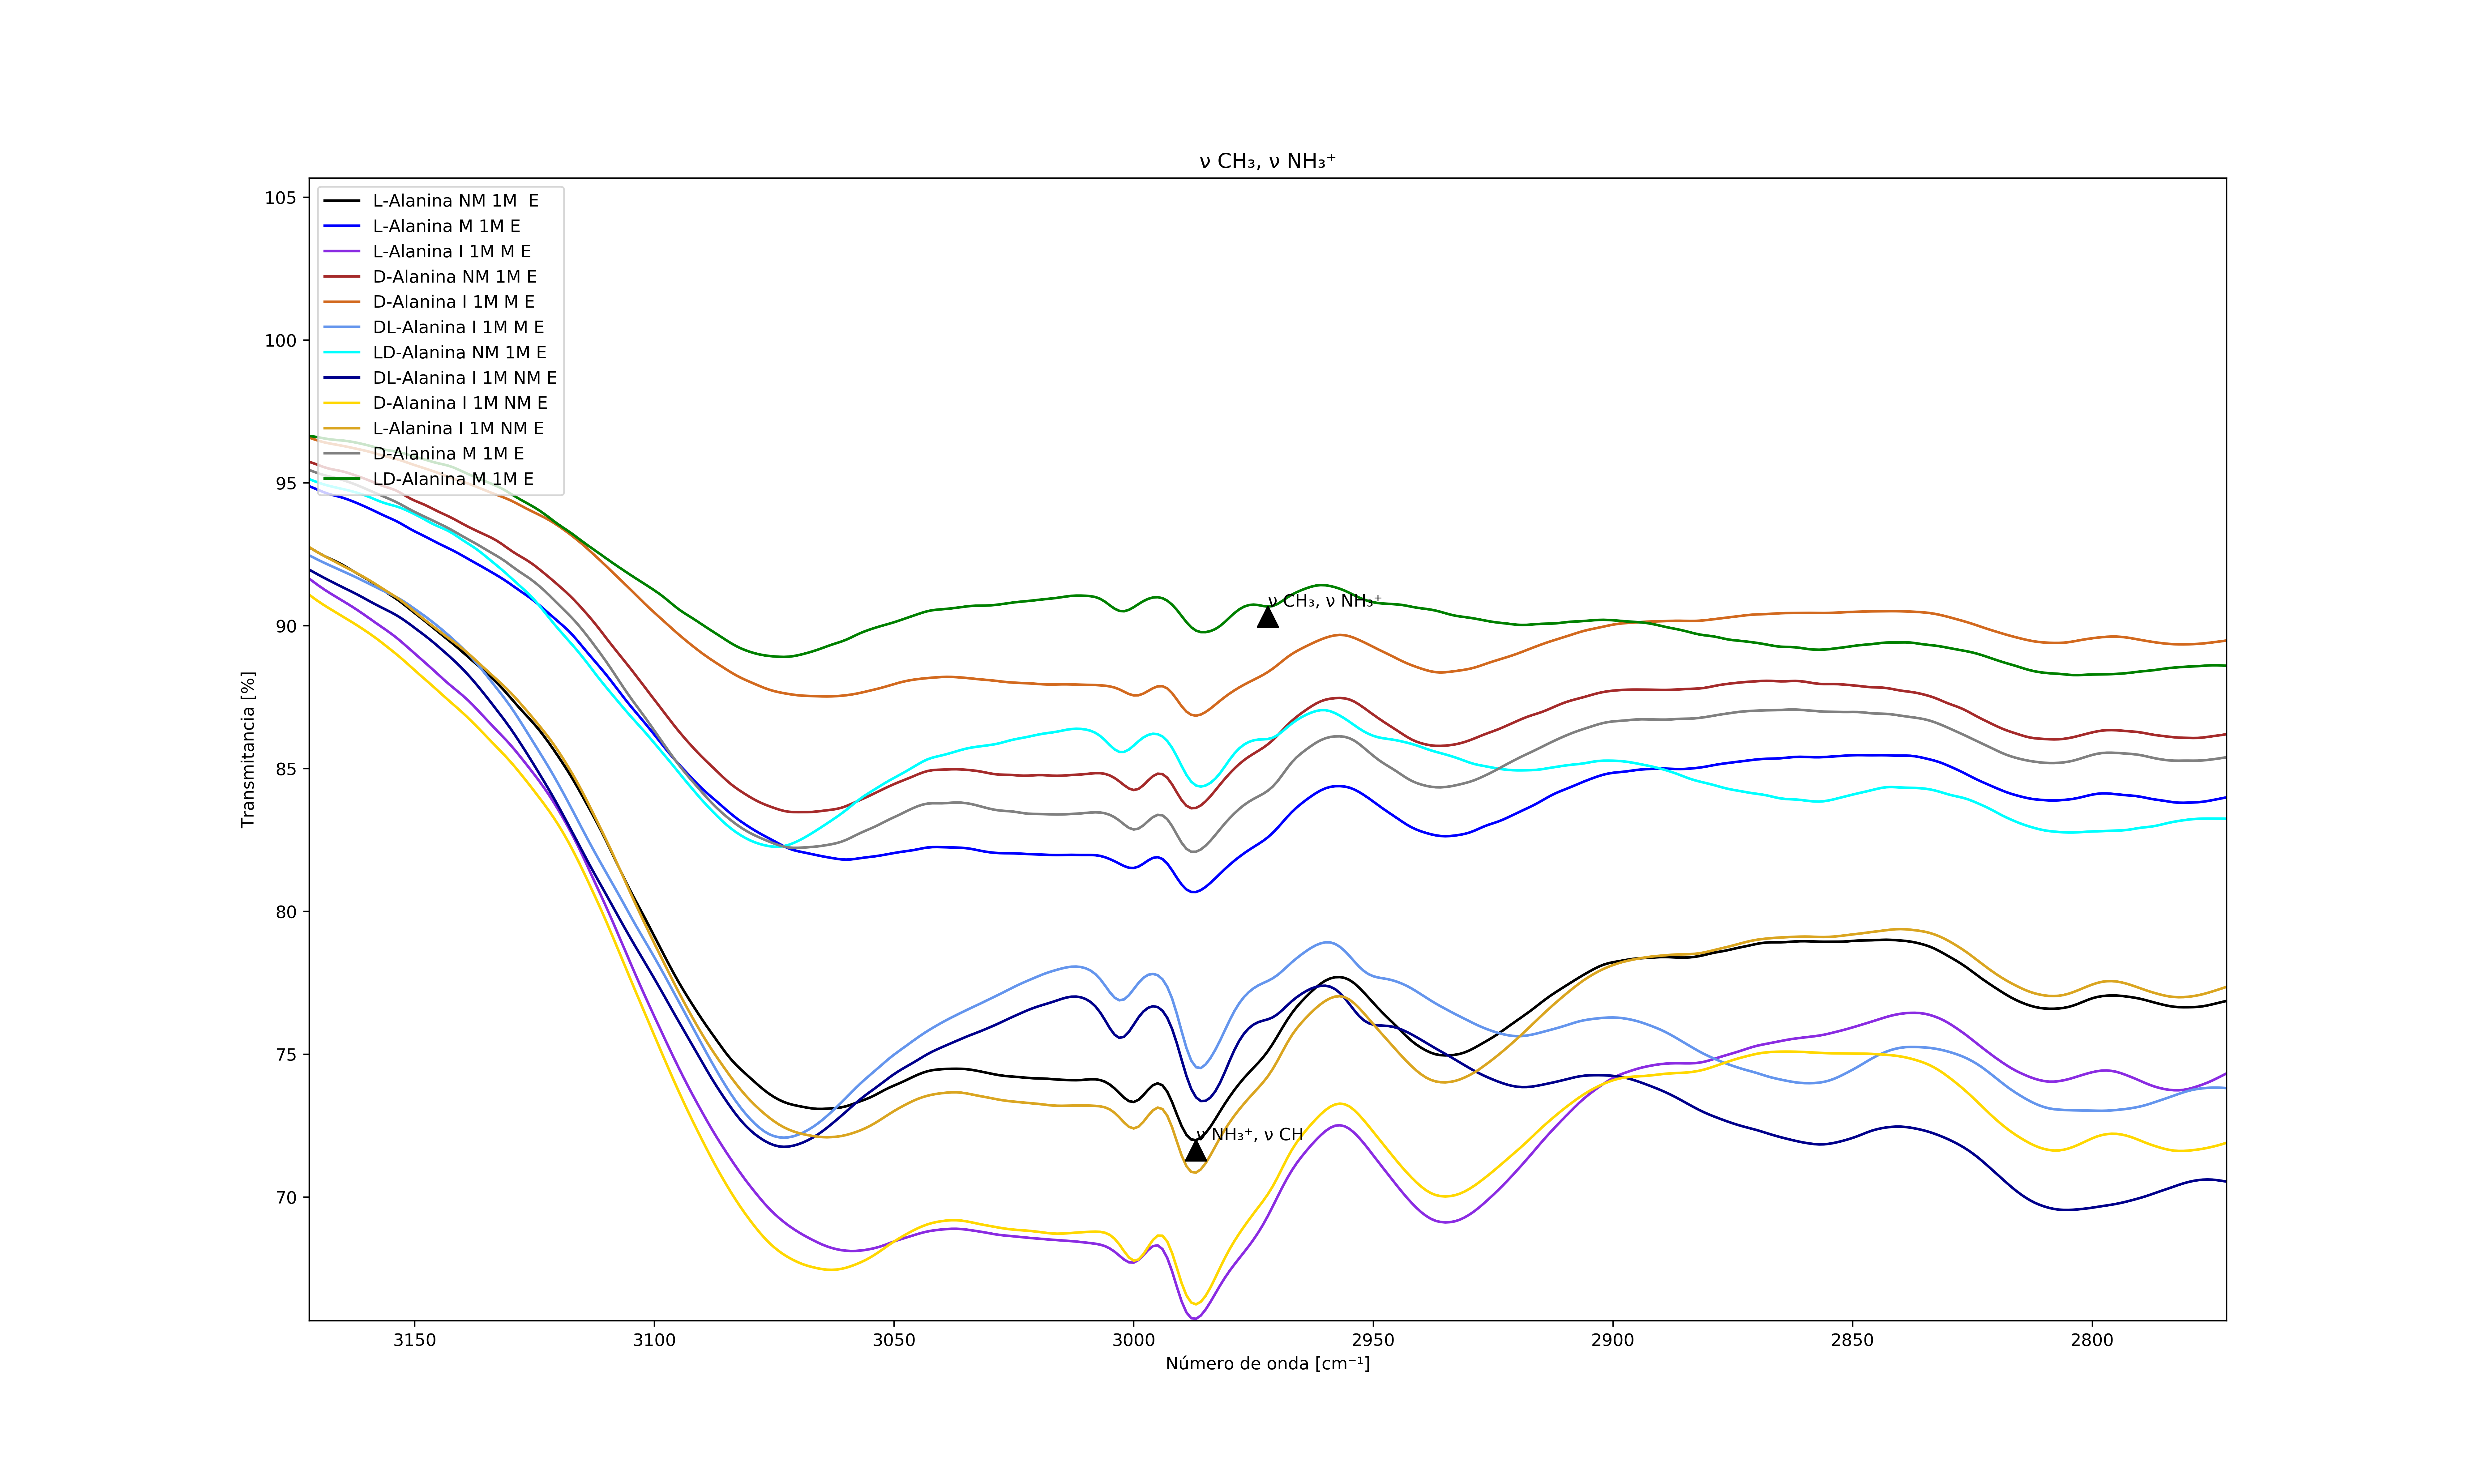 ν CH₃, ν NH₃⁺
105
100
95
90
85
80
75
70
Transmitancia [%]
L-Alanina NM 1M  E
L-Alanina M 1M E
L-Alanina I 1M M E
D-Alanina NM 1M E
D-Alanina I 1M M E
DL-Alanina I 1M M E
LD-Alanina NM 1M E
DL-Alanina I 1M NM E
D-Alanina I 1M NM E
L-Alanina I 1M NM E
D-Alanina M 1M E
LD-Alanina M 1M E
ν CH₃, ν NH₃⁺
ν NH₃⁺, ν CH
3150 3100 3050 3000 2950 2900 2850 2800
Número de onda [cm⁻¹]